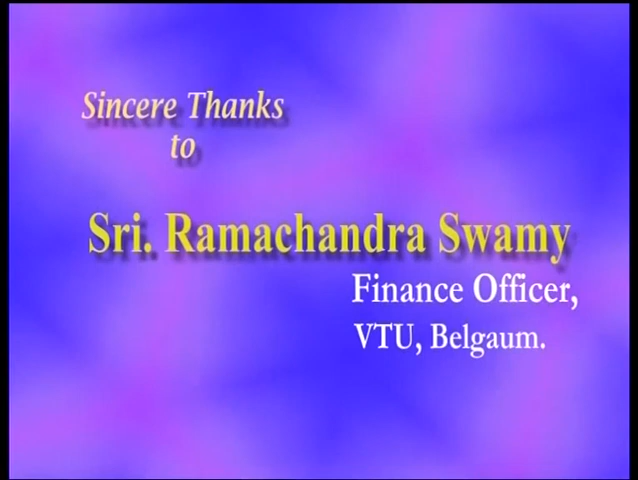 Sincere Thanks
to
Sri. Ramachandra Swamy
Finance Officer,
VTU, Belgaum.